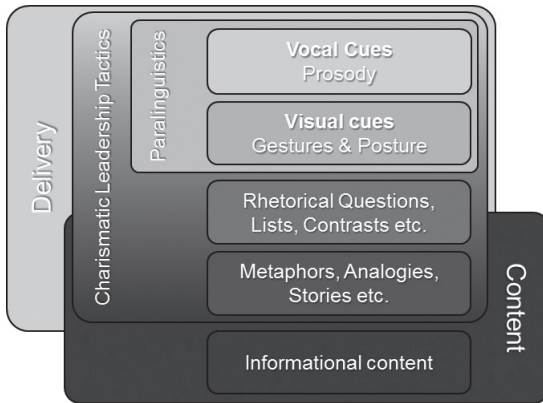 Delivery
Charismatic Leadership Tactics
Paralinguistics
Vocal Cues
Prosody
Visual cues
Gestures & Posture
Rhetorical Questions,
Lists, Contrasts etc.
Metaphors, Analogies,
Stories etc.
Informational content
Content